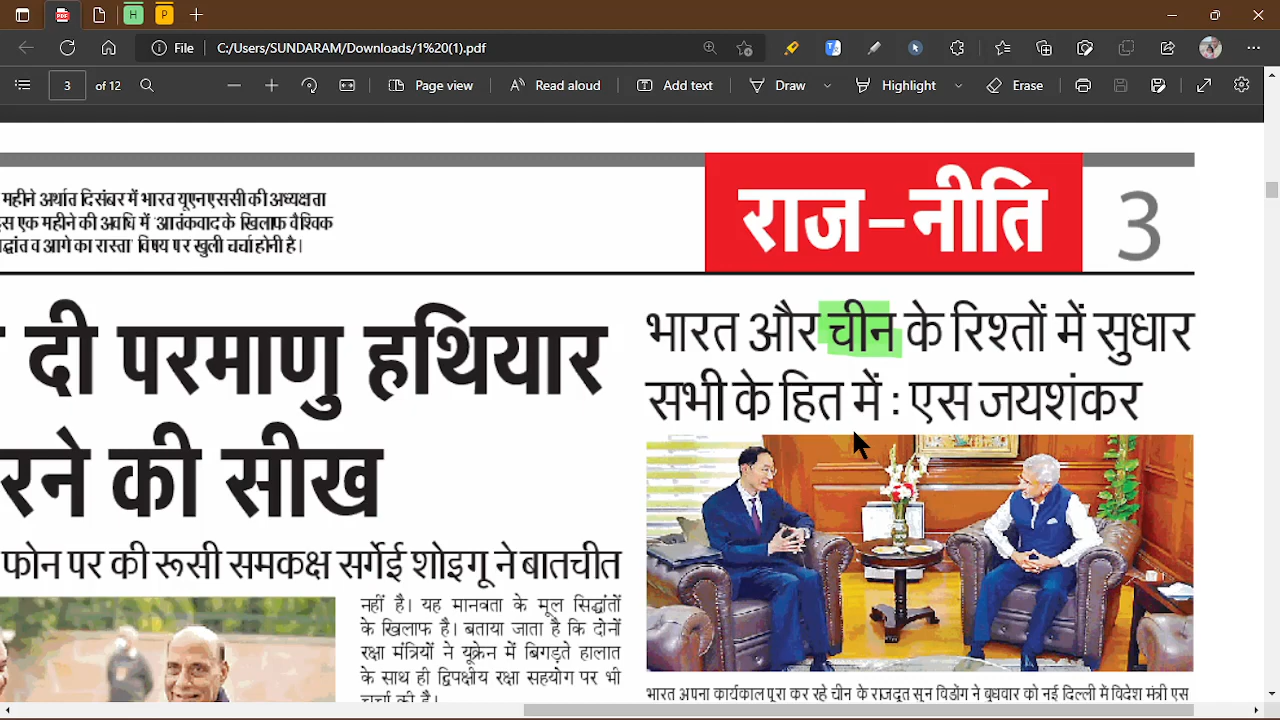 H
P
File
C:/Users/SUNDARAM/Downloads/1%20(1).pdf
3 of 12
Page view
Read aloud
Add text
Draw
Highlight
Erase
महीने अर्थात दिसंबर में भारत यूएनएससी की अध्यक्षता
इस एक महीने की अवधि में 'आतंकवाद के खिलाफ वैश्विक
व आगे का रास्ता' विषय पर खुली चर्चा होनी है।
राज-नीति
3
दी परमाणु हथियार
की सीख
फोन पर की रूसी समकक्ष सर्गेई शोइगू ने बातचीत
नहीं है। यह मानवता के मूल सिद्धांतों
के खिलाफ है। बताया जाता है कि दोनों
रक्षा मंत्रियों ने यूक्रेन में बिगड़ते हालात
के साथ ही द्विपक्षीय रक्षा सहयोग पर भी
चर्चा की है।
भारत और चीन के रिश्तों में सुधार
सभी के हित में : एस जयशंकर
भारत अपना कार्यकाल पूरा कर रहे चीन के राजदूत सुन विडोंग ने बुधवार को नई दिल्ली में विदेश मंत्री एस